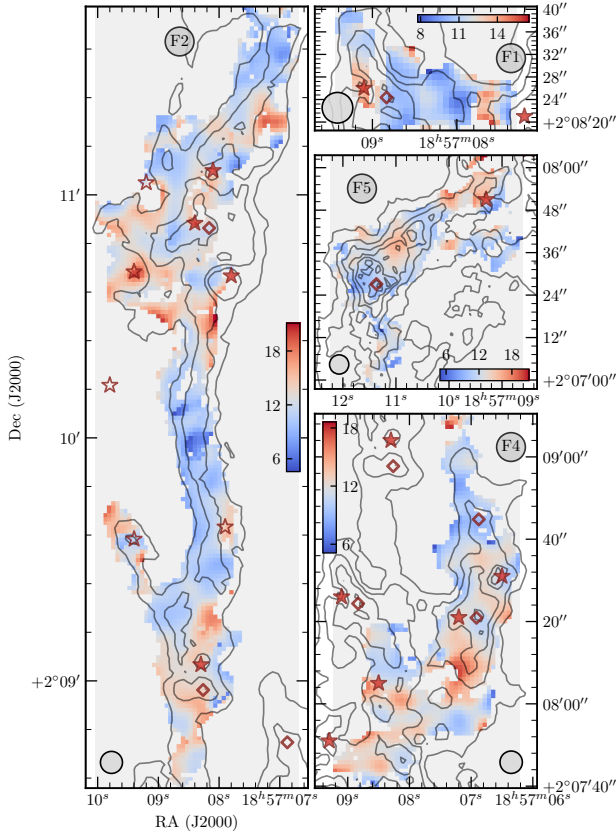 F2
11′
10′
+2°09′
Dec (J2000)
18
12
6
10ˢ
09ˢ
08ˢ
18ʰ57ᵐ07ˢ
RA (J2000)
8
11
14
F1
40″
36″
32″
28″
24″
+2°08′20″
09ˢ
18ʰ57ᵐ08ˢ
F5
08′00″
48″
36″
24″
12″
+2°07′00″
6
12
18
12ˢ
11ˢ
10ˢ
18ʰ57ᵐ09ˢ
F4
18
12
6
09′00″
40″
20″
08′00″
+2°07′40″
09ˢ
08ˢ
07ˢ
18ʰ57ᵐ06ˢ